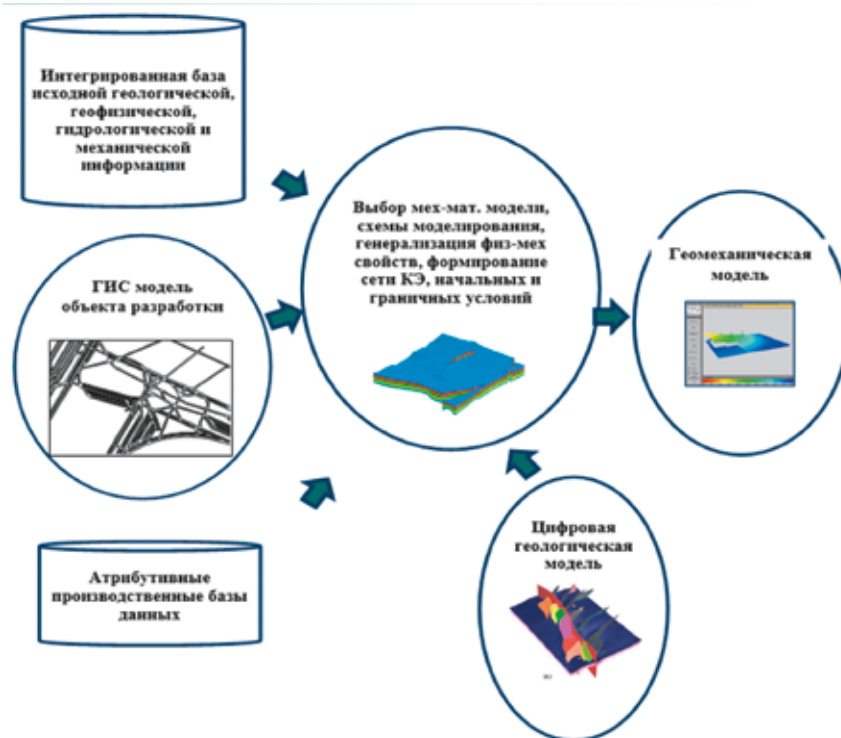 Интегрированная база
исходной геологической,
геофизической,
гидрологической и
механической
информации
ГИС модель
объекта разработки
Атрибутивные
производственные базы
данных
Выбор мех-мат. модели,
схемы моделирования,
генерализация физ-мех
свойств, формирование
сети КЭ, начальных и
граничных условий
Цифровая
геологическая
модель
Геомеханическая
модель